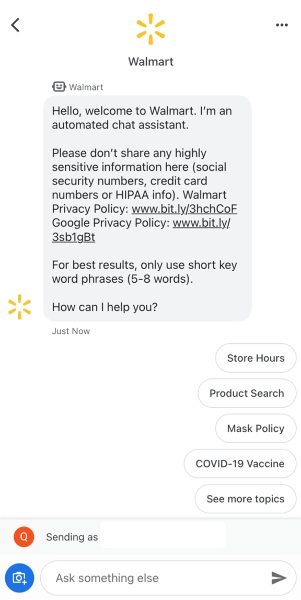 Walmart
Walmart
Hello, welcome to Walmart. I'm an
automated chat assistant.
Please don't share any highly
sensitive information here (social
security numbers, credit card
numbers or HIPAA info). Walmart
Privacy Policy: www.bit.ly/3hchCoF
Google Privacy Policy: www.bit.ly/
3sb1gBt
For best results, only use short key
word phrases (5-8 words).
How can I help you?
Just Now
Store Hours
Product Search
Mask Policy
COVID-19 Vaccine
See more topics
Q Sending as
Ask something else